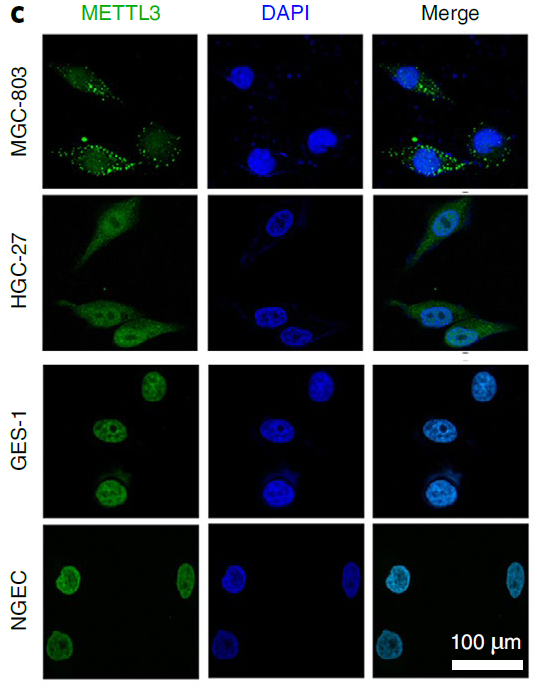 c
METTL3 DAPI Merge
MGC-803
HGC-27
GES-1
NGEC
100 μm